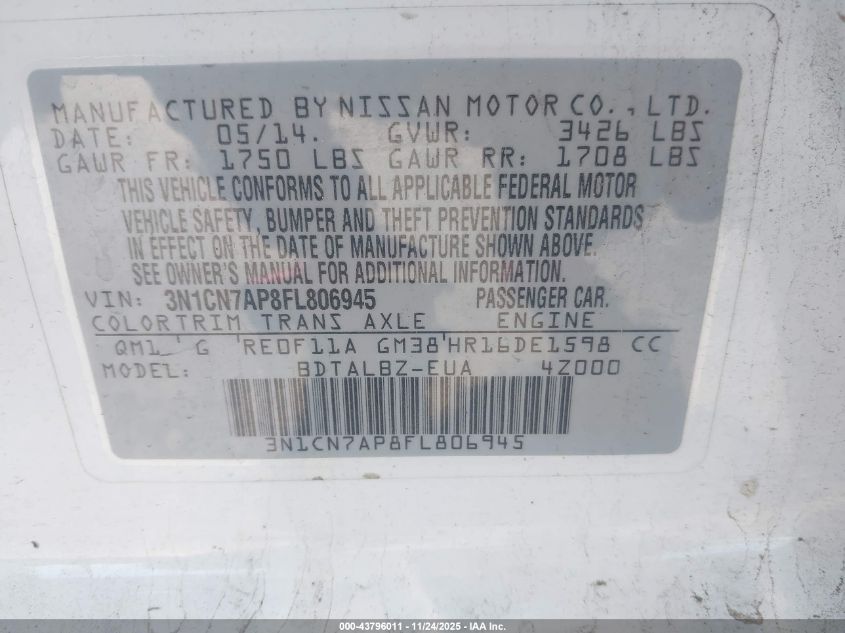 MANUFACTURED BY NISSAN MOTOR CO., LTD.
DATE: 05/14. GVWR: 3426 LBS
GAWR FR: 1750 LBS GAWR RR: 1708 LBS
THIS VEHICLE CONFORMS TO ALL APPLICABLE FEDERAL MOTOR
VEHICLE SAFETY, BUMPER AND THEFT PREVENTION STANDARDS
IN EFFECT ON THE DATE OF MANUFACTURE SHOWN ABOVE.
SEE OWNER'S MANUAL FOR ADDITIONAL INFORMATION.
VIN: 3N1CN7AP8FL806945 PASSENGER CAR.
COLOR TRIM TRANS AXLE ENGINE
QM1 G RE0F11A GM38 HR16DE1598 CC
MODEL: BDTALBZ-EUA 4Z000
3N1CN7AP8FL806945
000-43796011 - 11/24/2025 - IAA Inc.